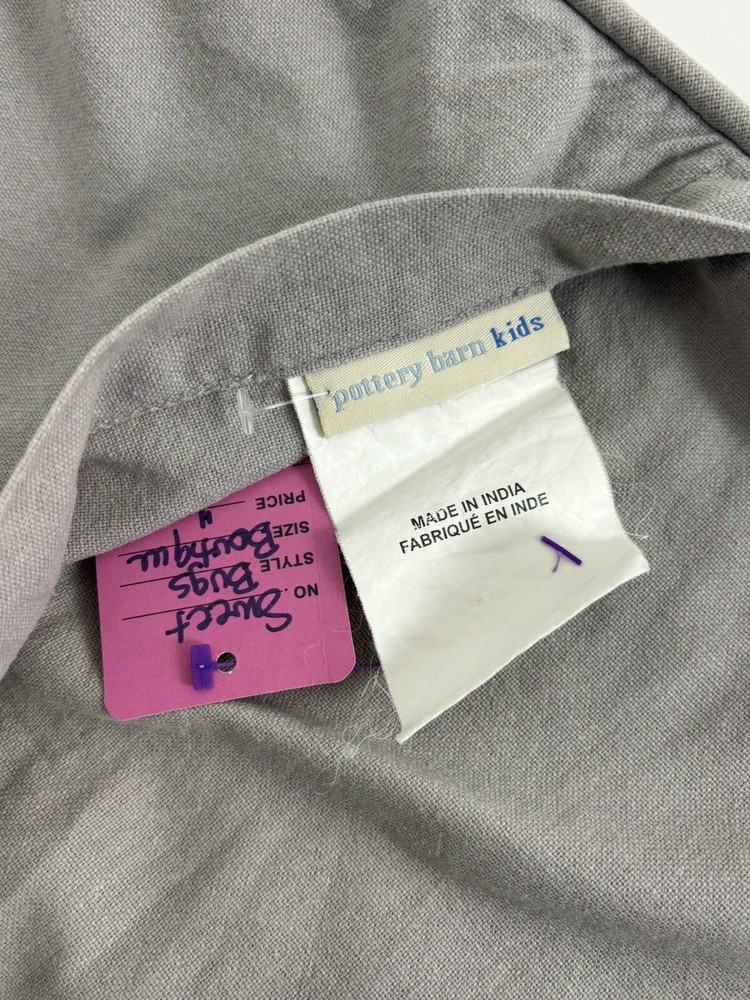 pottery barn kids
MADE IN INDIA
FABRIQUÉ EN INDE
NO.
Sweet
STYLE
Bugs
SIZE
Boutique
PRICE